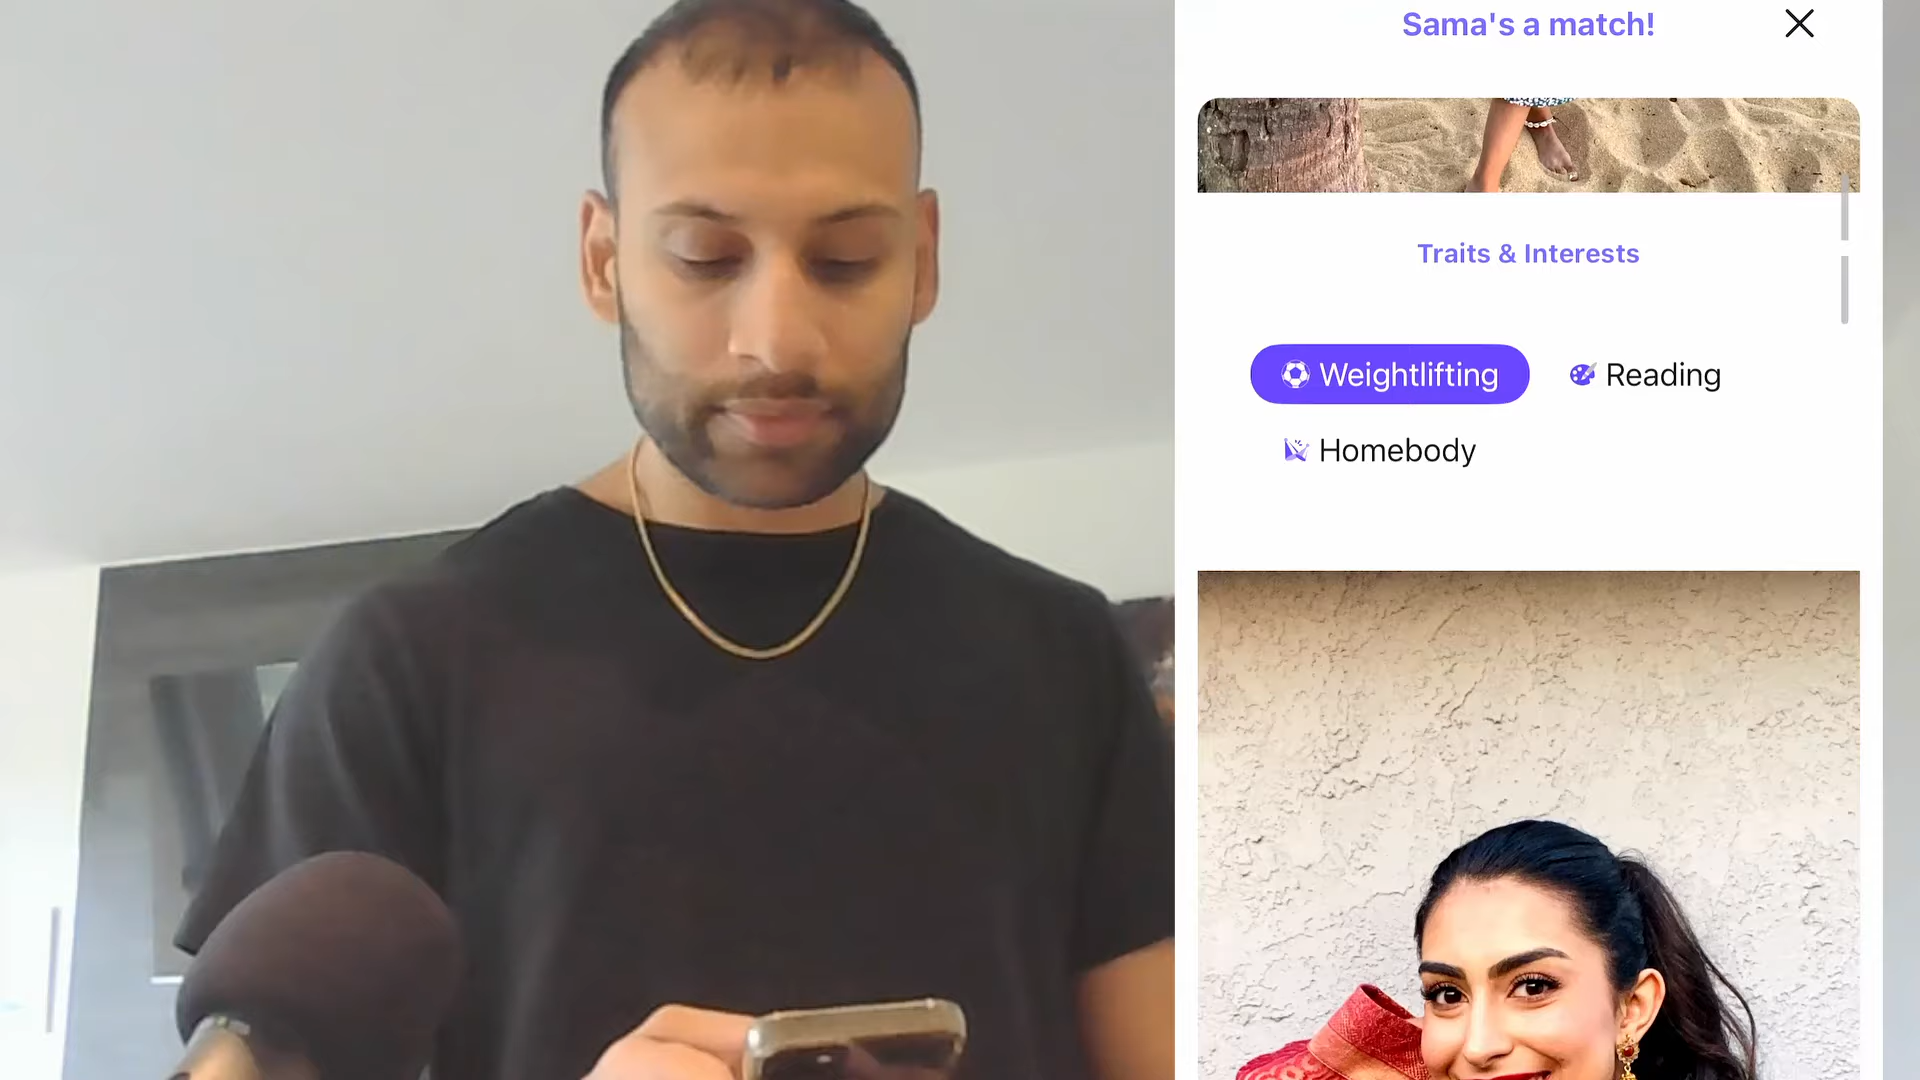 Sama's a match!
Traits & Interests
Weightlifting
Reading
Homebody